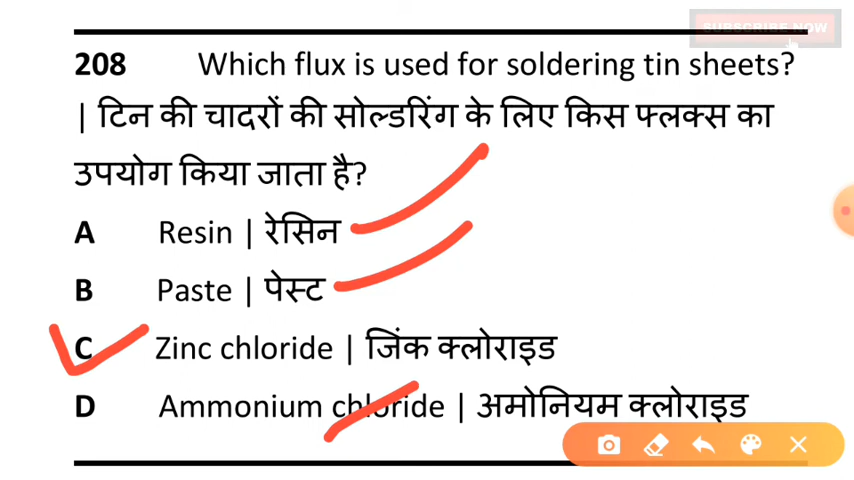 SUBSCRIBE NOW
208 Which flux is used for soldering tin sheets?
| टिन की चादरों की सोल्डरिंग के लिए किस फ्लक्स का
उपयोग किया जाता है?
A Resin | रेसिन
B Paste | पेस्ट
C Zinc chloride | जिंक क्लोराइड
D Ammonium chloride | अमोनियम क्लोराइड